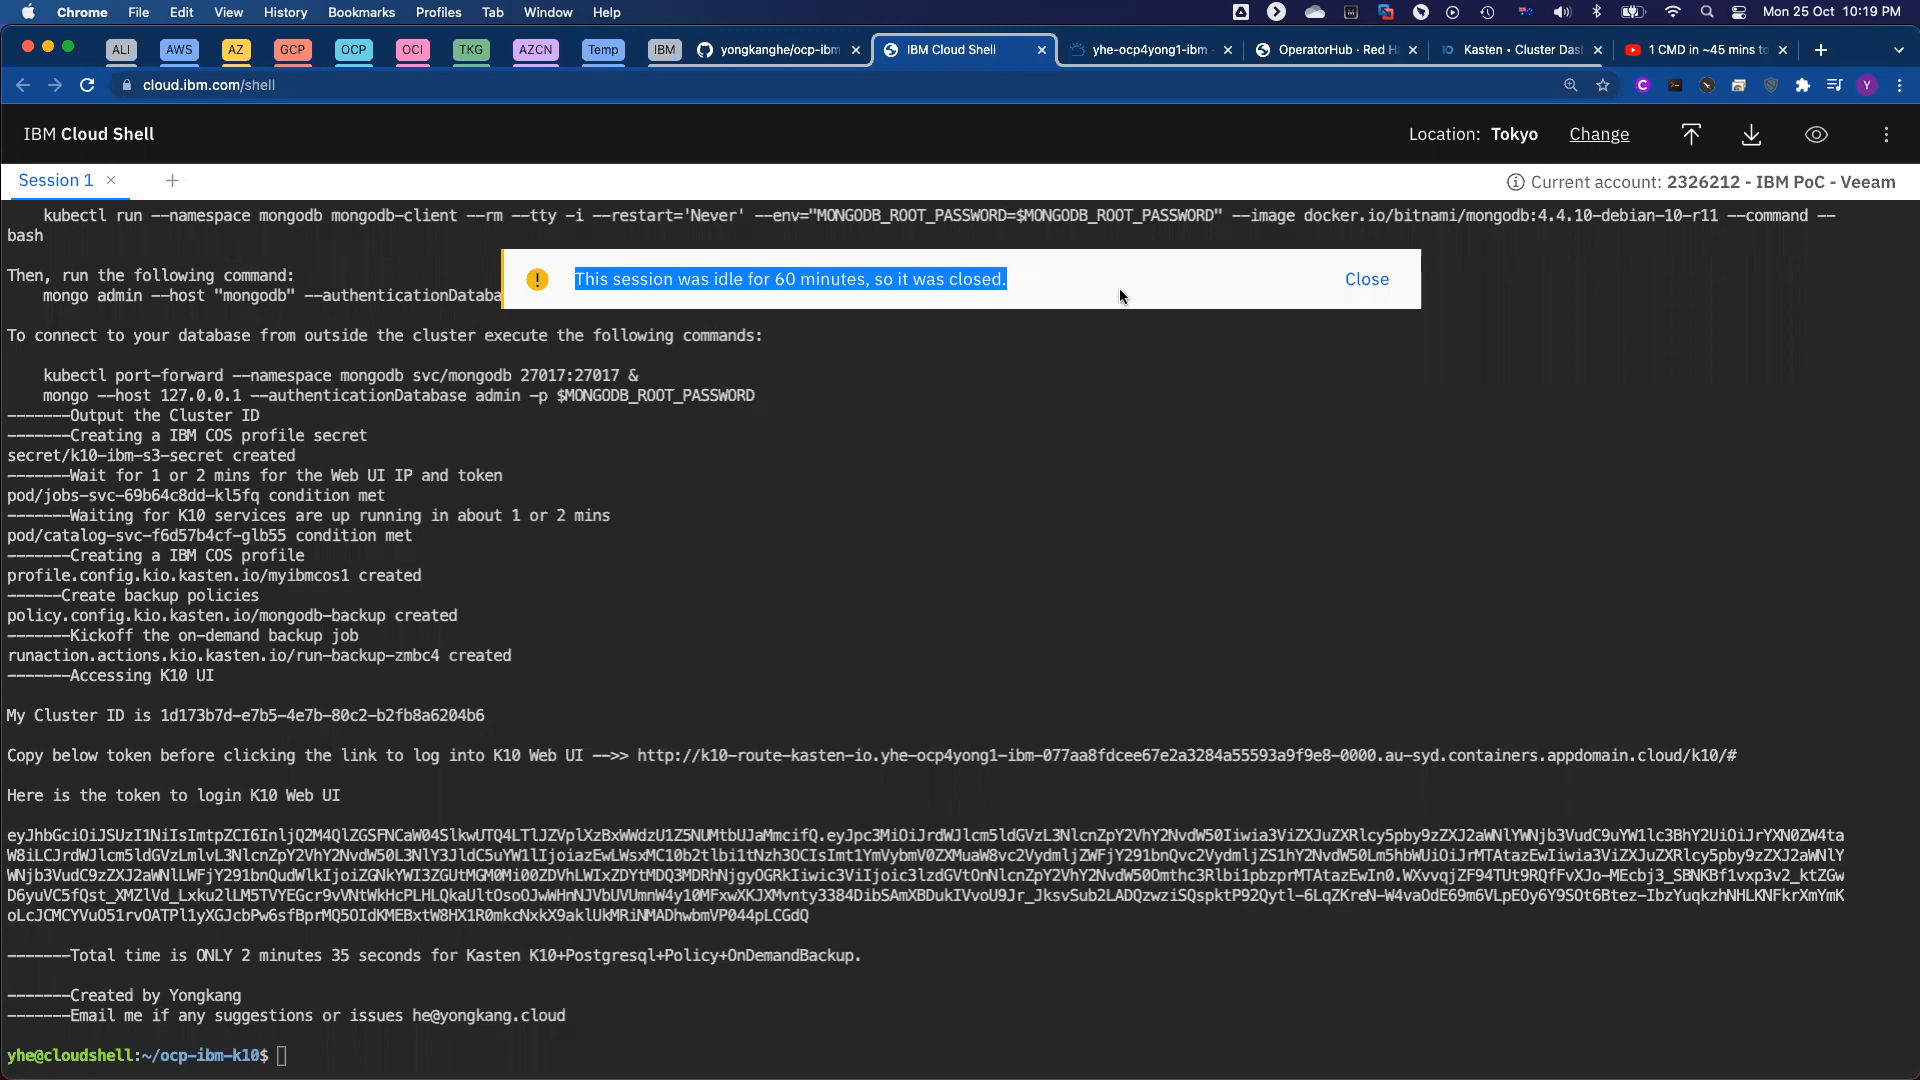 Chrome File Edit View History Bookmarks Profiles Tab Window Help Mon 25 Oct 10:19 PM
ALI AWS AZ GCP OCP OCI TKG AZCN Temp IBM yongkanghe/ocp-ibm IBM Cloud Shell yhe-ocp4yong1-ibm OperatorHub · Red H Kasten • Cluster Das 1 CMD in ~45 mins to
cloud.ibm.com/shell
IBM Cloud Shell Location: Tokyo Change
Session 1 Current account: 2326212 - IBM PoC - Veeam
kubectl run --namespace mongodb mongodb-client --rm --tty -i --restart='Never' --env="MONGODB_ROOT_PASSWORD=$MONGODB_ROOT_PASSWORD" --image docker.io/bitnami/mongodb:4.4.10-debian-10-r11 --command --
bash
This session was idle for 60 minutes, so it was closed. Close
Then, run the following command:
mongo admin --host "mongodb" --authenticationDataba
To connect to your database from outside the cluster execute the following commands:
kubectl port-forward --namespace mongodb svc/mongodb 27017:27017 &
mongo --host 127.0.0.1 --authenticationDatabase admin -p $MONGODB_ROOT_PASSWORD
-------Output the Cluster ID
-------Creating a IBM COS profile secret
secret/k10-ibm-s3-secret created
-------Wait for 1 or 2 mins for the Web UI IP and token
pod/jobs-svc-69b64c8dd-kl5fq condition met
-------Waiting for K10 services are up running in about 1 or 2 mins
pod/catalog-svc-f6d57b4cf-glb55 condition met
-------Creating a IBM COS profile
profile.config.kio.kasten.io/myibmcos1 created
------Create backup policies
policy.config.kio.kasten.io/mongodb-backup created
-------Kickoff the on-demand backup job
runaction.actions.kio.kasten.io/run-backup-zmbc4 created
-------Accessing K10 UI
My Cluster ID is 1d173b7d-e7b5-4e7b-80c2-b2fb8a6204b6
Copy below token before clicking the link to log into K10 Web UI -->> http://k10-route-kasten-io.yhe-ocp4yong1-ibm-077aa8fdcee67e2a3284a55593a9f9e8-0000.au-syd.containers.appdomain.cloud/k10/#
Here is the token to login K10 Web UI
-------Total time is ONLY 2 minutes 35 seconds for Kasten K10+Postgresql+Policy+OnDemandBackup.
-------Created by Yongkang
-------Email me if any suggestions or issues he@yongkang.cloud
yhe@cloudshell:~/ocp-ibm-k10$